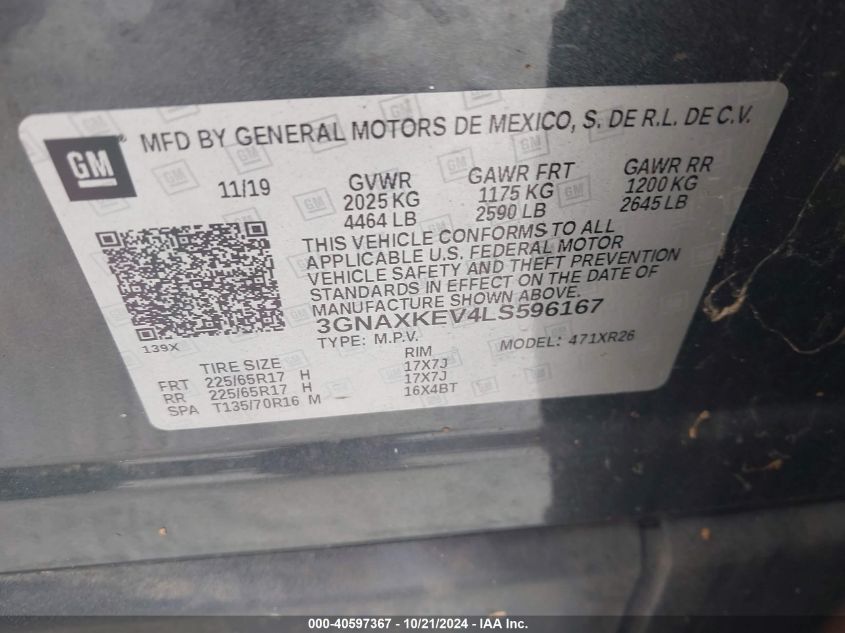 GM
MFD BY GENERAL MOTORS DE MEXICO, S. DE R.L. DE C.V.
11/19 GVWR GAWR FRT GAWR RR
2025 KG 1175 KG 1200 KG
4464 LB 2590 LB 2645 LB
THIS VEHICLE CONFORMS TO ALL
APPLICABLE U.S. FEDERAL MOTOR
VEHICLE SAFETY AND THEFT PREVENTION
STANDARDS IN EFFECT ON THE DATE OF
MANUFACTURE SHOWN ABOVE.
3GNAXKEV4LS596167
139X TYPE: M.P.V. MODEL: 471XR26
TIRE SIZE RIM
FRT 225/65R17 H 17X7J
RR 225/65R17 H 17X7J
SPA T135/70R16 M 16X4BT
000-40597367 - 10/21/2024 - IAA Inc.